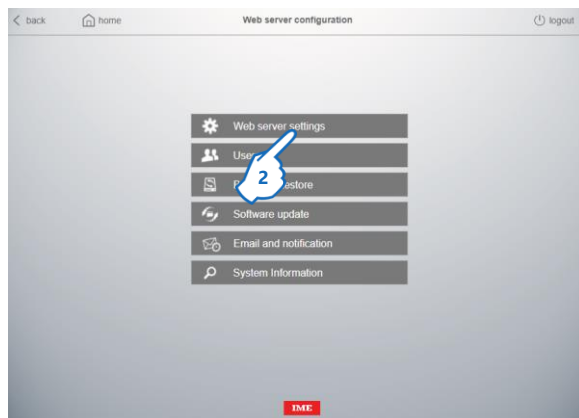 back home Web server configuration logout
Web server settings
Use
2
estore
Software update
Email and notification
System Information
IME